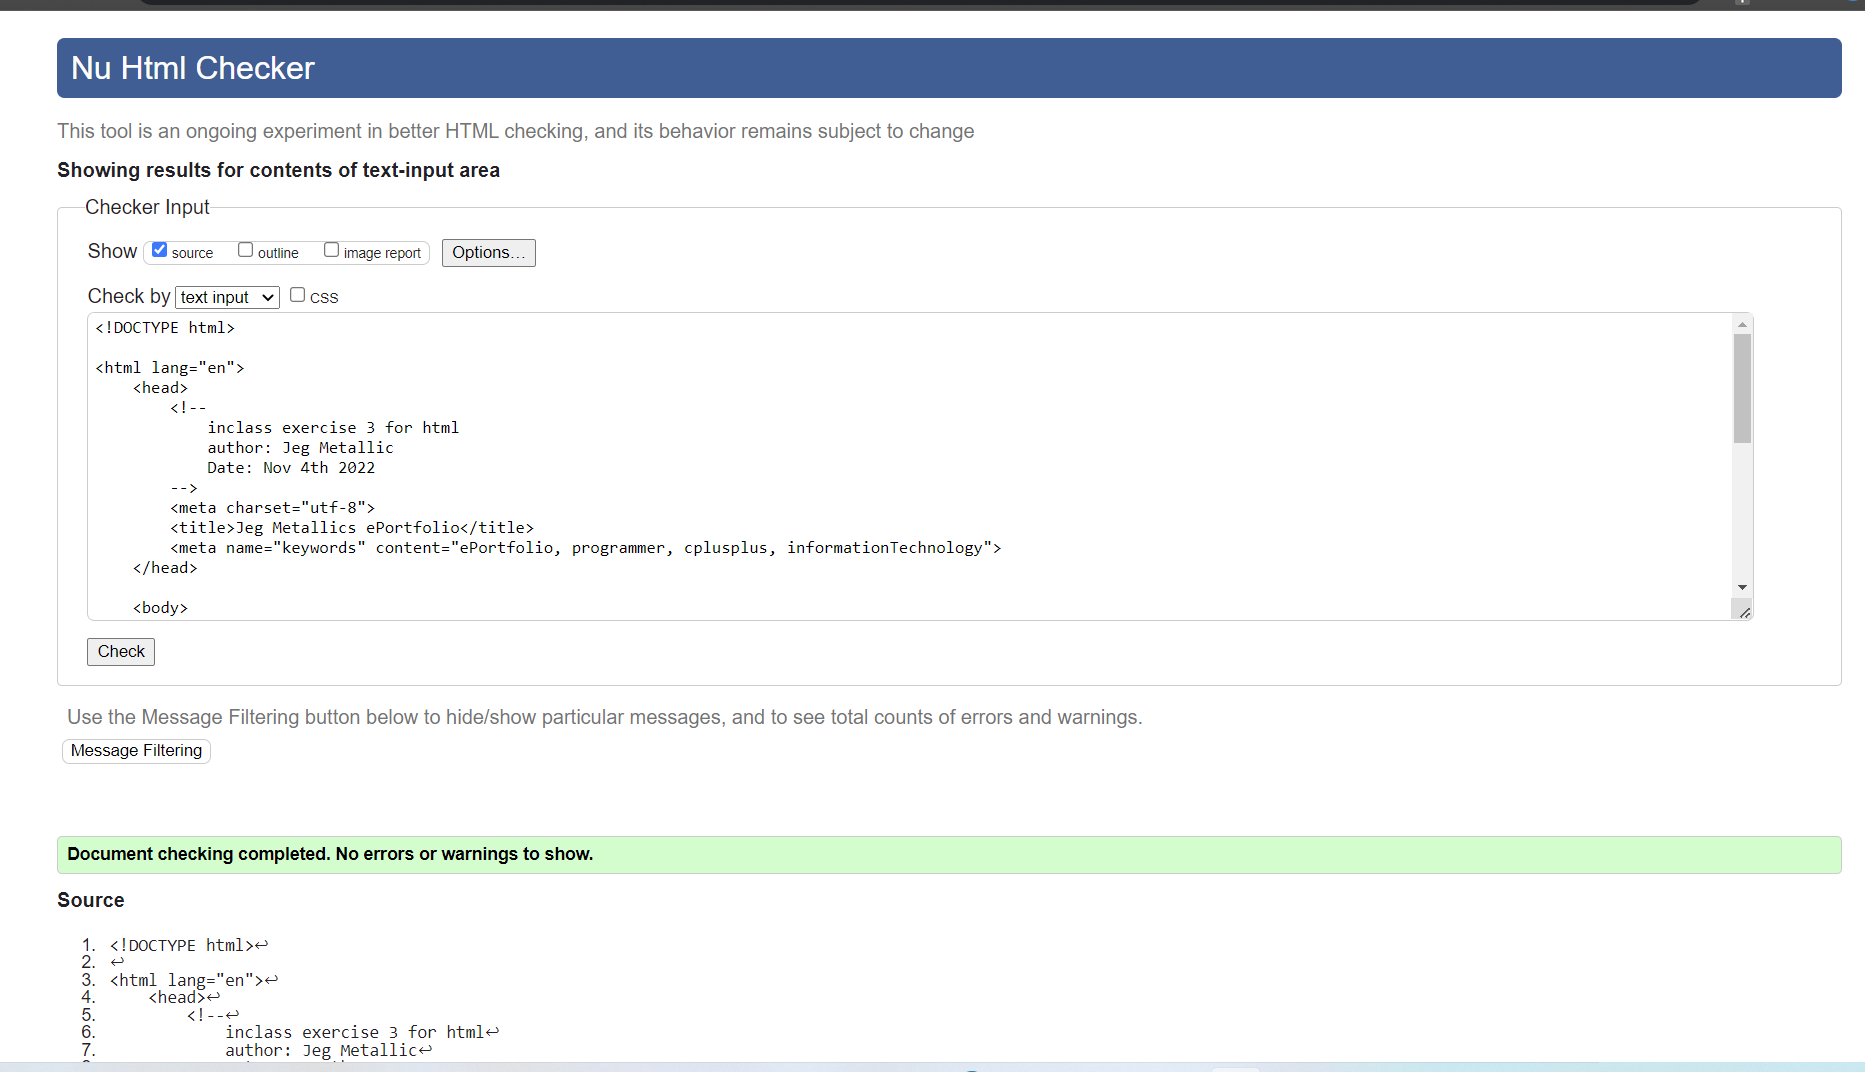 Nu Html Checker
This tool is an ongoing experiment in better HTML checking, and its behavior remains subject to change
Showing results for contents of text-input area
Checker Input
Show source outline image report Options...
Check by text input CSS
<!DOCTYPE html>
<html lang="en">
<head>
<!--
inclass exercise 3 for html
author: Jeg Metallic
Date: Nov 4th 2022
-->
<meta charset="utf-8">
<title>Jeg Metallics ePortfolio</title>
<meta name="keywords" content="ePortfolio, programmer, cplusplus, informationTechnology">
</head>
<body>
Check
Use the Message Filtering button below to hide/show particular messages, and to see total counts of errors and warnings.
Message Filtering
Document checking completed. No errors or warnings to show.
Source
1. <!DOCTYPE html>↩
2. ↩
3. <html lang="en">↩
4. <head>↩
5. <!--↩
6. inclass exercise 3 for html↩
7. author: Jeg Metallic↩